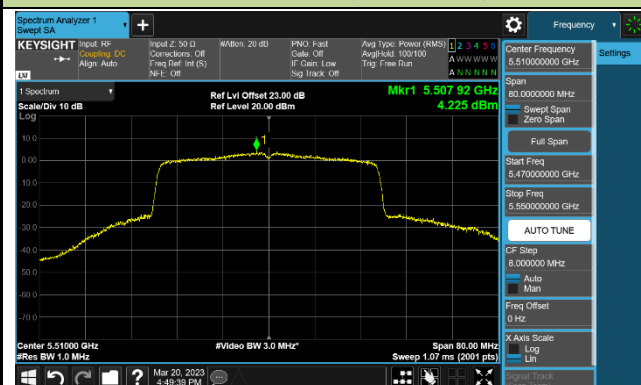 Spectrum Analyzer 1
Swept SA
Frequency
KEYSIGHT
Input: RF
Coupling: DC
Align: Auto
Input Z: 50 Ω
Corrections: Off
Freq Ref: Int (S)
NFE: Off
#Atten: 20 dB
PNO: Fast
Gate: Off
IF Gain: Low
Sig Track: Off
Avg Type: Power (RMS)
Avg|Hold: 100/100
Trig: Free Run
1 2 3 4 5 6
A W W W W W
A N N N N N
LXI
1 Spectrum
Scale/Div 10 dB
Log
Ref Lvl Offset 23.00 dB
Ref Level 20.00 dBm
Mkr1 5.507 92 GHz
4.225 dBm
1
10.0
0.00
-10.0
-20.0
-30.0
-40.0
-50.0
-60.0
-70.0
Center 5.51000 GHz
#Res BW 1.0 MHz
#Video BW 3.0 MHz*
Span 80.00 MHz
Sweep 1.07 ms (2001 pts)
Mar 20, 2023
4:49:39 PM
Center Frequency
5.510000000 GHz
Settings
Span
80.0000000 MHz
Swept Span
Zero Span
Full Span
Start Freq
5.470000000 GHz
Stop Freq
5.550000000 GHz
AUTO TUNE
CF Step
8.000000 MHz
Auto
Man
Freq Offset
0 Hz
X Axis Scale
Log
Lin
Signal Track